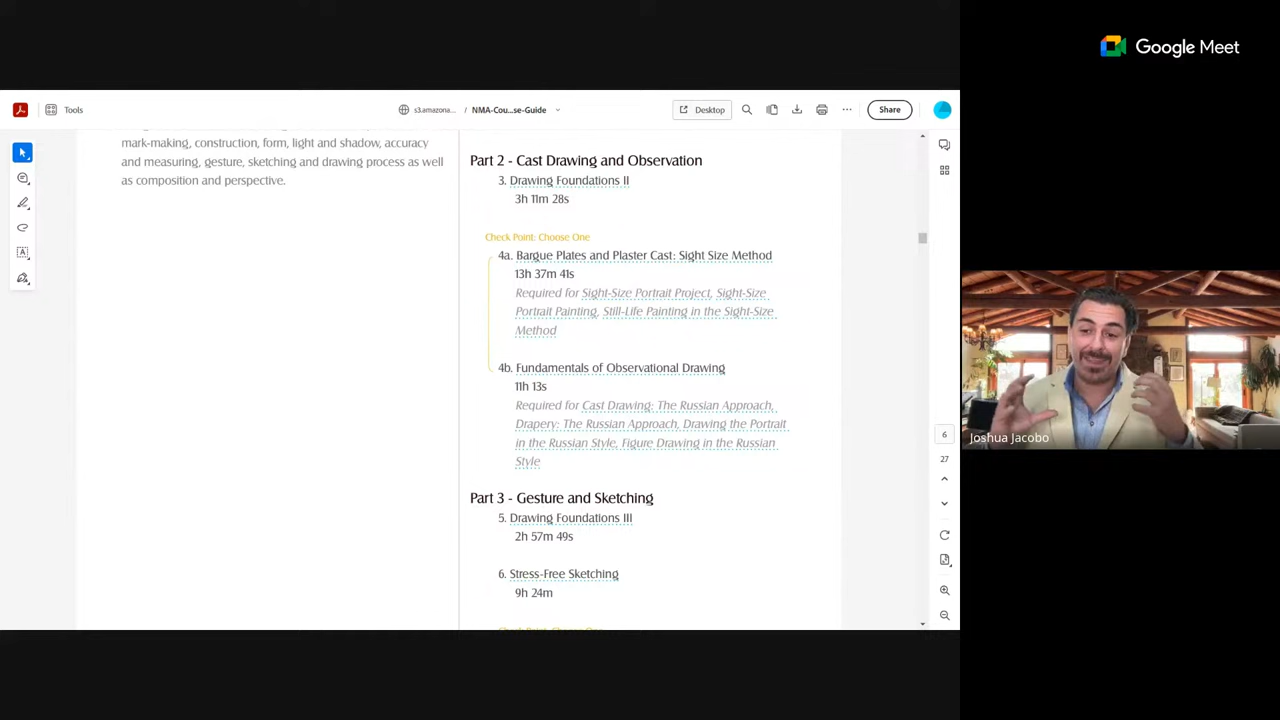 Google Meet
Tools
s3.amazona... / NMA-Cou...se-Guide
Desktop
Share
mark-making, construction, form, light and shadow, accuracy
and measuring, gesture, sketching and drawing process as well
as composition and perspective.
Part 2 - Cast Drawing and Observation
3. Drawing Foundations II
3h 11m 28s
Check Point: Choose One
4a. Bargue Plates and Plaster Cast: Sight Size Method
13h 37m 41s
Required for Sight-Size Portrait Project, Sight-Size
Portrait Painting, Still-Life Painting in the Sight-Size
Method
4b. Fundamentals of Observational Drawing
11h 13s
Required for Cast Drawing: The Russian Approach,
Drapery: The Russian Approach, Drawing the Portrait
in the Russian Style, Figure Drawing in the Russian
Style
Part 3 - Gesture and Sketching
5. Drawing Foundations III
2h 57m 49s
6. Stress-Free Sketching
9h 24m
6
27
Joshua Jacobo